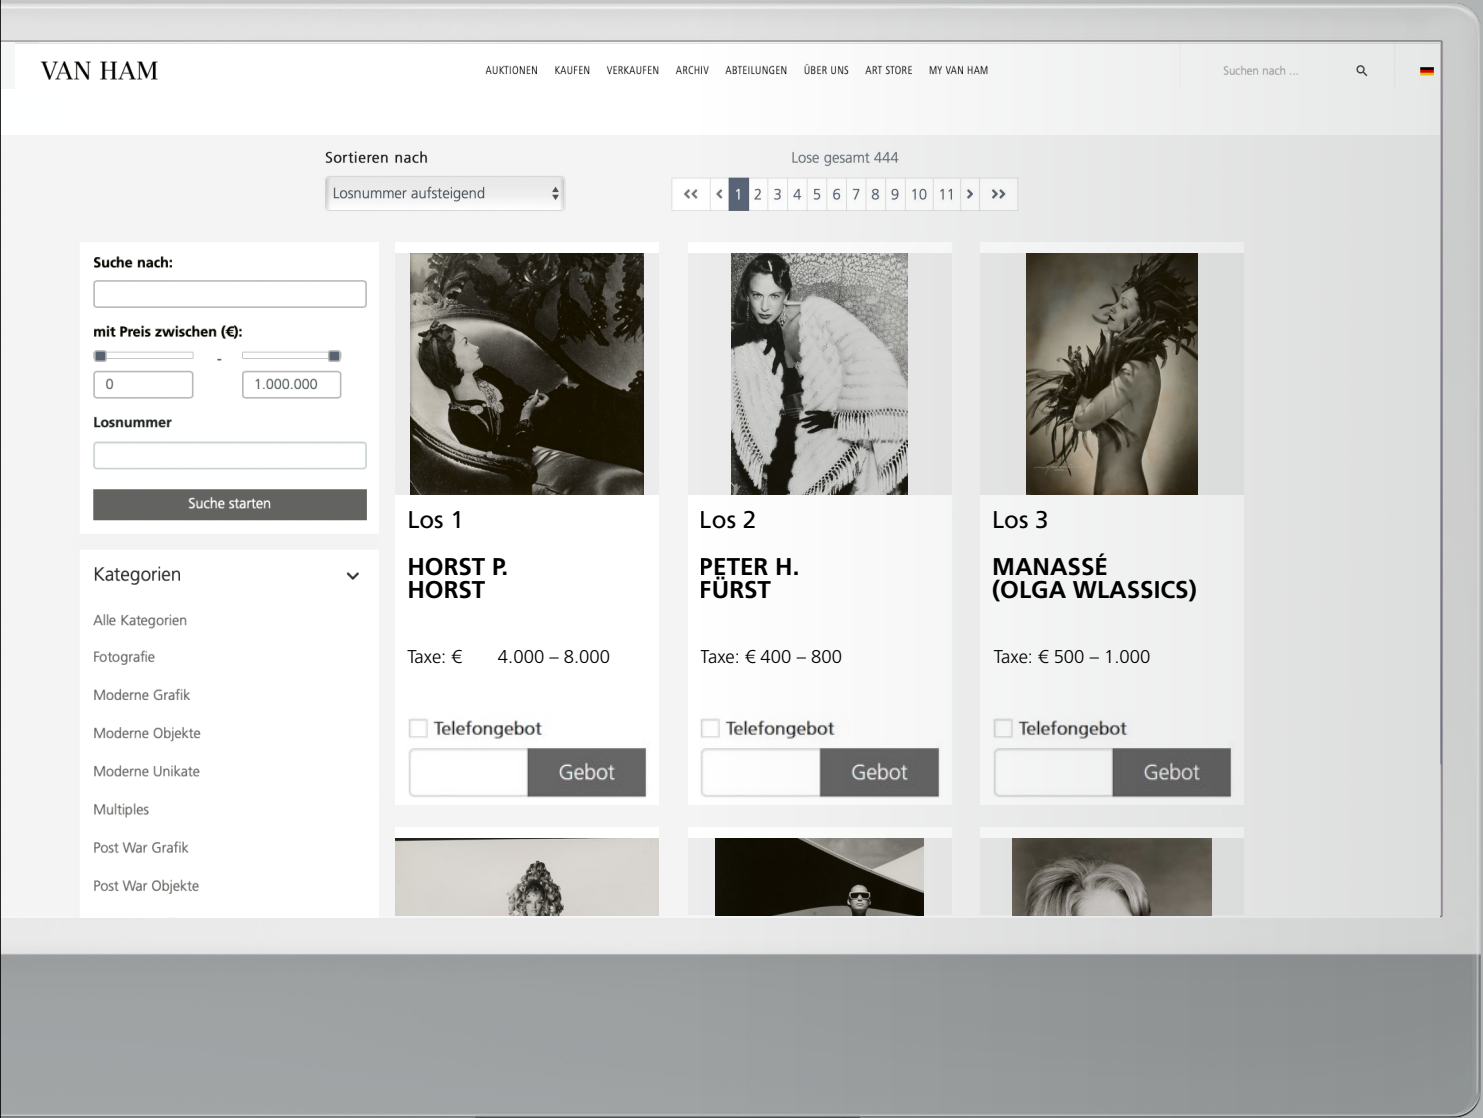 VAN HAM
AUKTIONEN KAUFEN VERKAUFEN ARCHIV ABTEILUNGEN ÜBER UNS ART STORE MY VAN HAM
Suchen nach ...
Sortieren nach
Losnummer aufsteigend
Lose gesamt 444
<< < 1 2 3 4 5 6 7 8 9 10 11 > >>
Suche nach:
mit Preis zwischen (€):
-
0 1.000.000
Losnummer
Suche starten
Kategorien
Alle Kategorien
Fotografie
Moderne Grafik
Moderne Objekte
Moderne Unikate
Multiples
Post War Grafik
Post War Objekte
Los 1
HORST P.
HORST
Taxe: € 4.000 – 8.000
Telefongebot
Gebot
Los 2
PETER H.
FÜRST
Taxe: € 400 – 800
Telefongebot
Gebot
Los 3
MANASSÉ
(OLGA WLASSICS)
Taxe: € 500 – 1.000
Telefongebot
Gebot